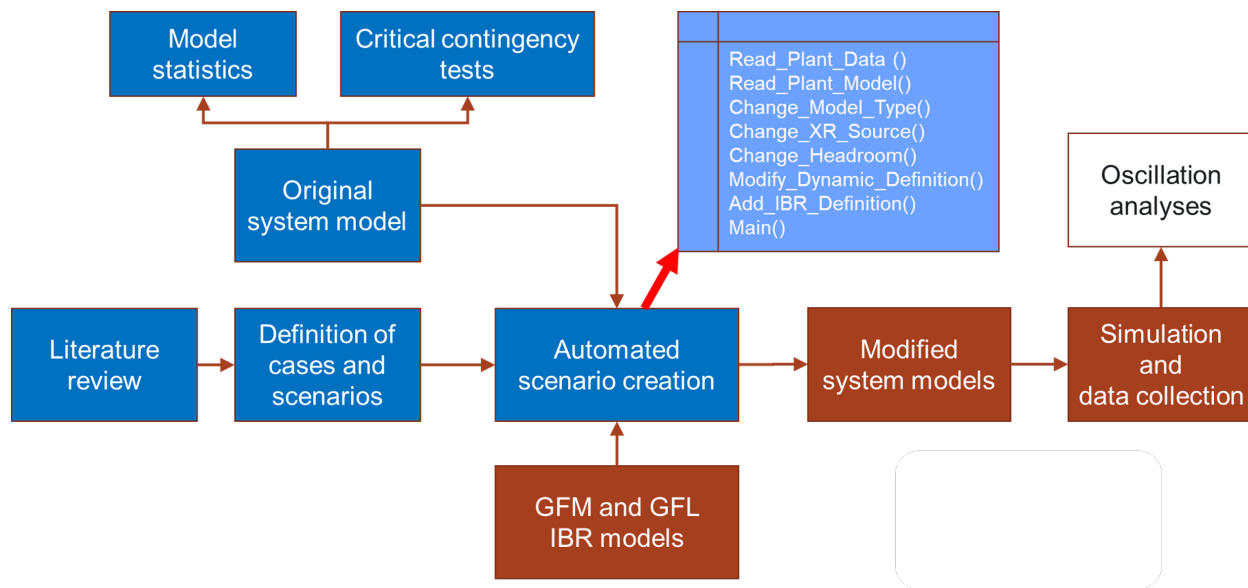 Model
statistics
Critical contingency
tests
Read_Plant_Data ()
Read_Plant_Model()
Change_Model_Type()
Change_XR_Source()
Change_Headroom()
Modify_Dynamic_Definition()
Add_IBR_Definition()
Main()
Original
system model
Oscillation
analyses
Literature
review
Definition of
cases and
scenarios
Automated
scenario creation
Modified
system models
Simulation
and
data collection
GFM and GFL
IBR models